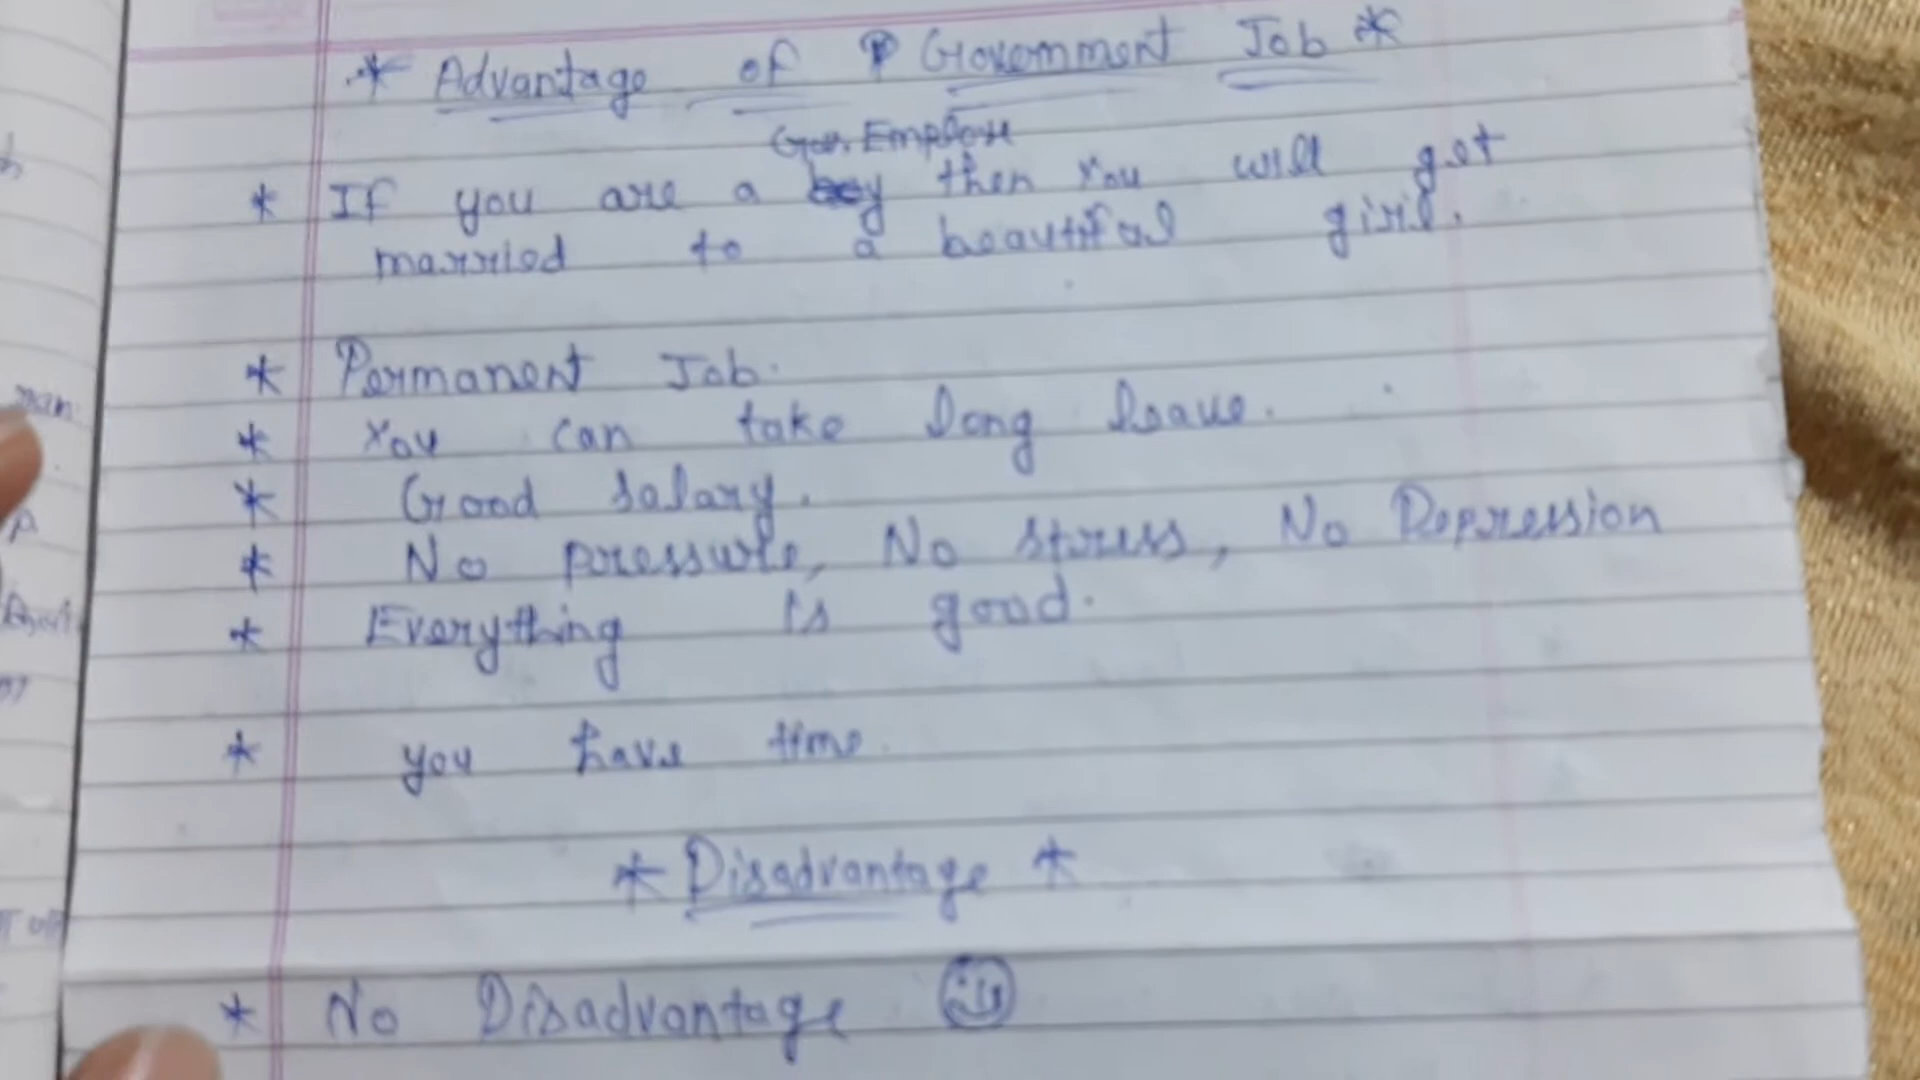 * Advantage of Government Job *
Gov. Employe
* If you are a then You will get
married to a beautiful girl.
* Permanent Job.
* You can take long leave.
* Good salary.
* No pressure, No stress, No Depression
* Everything is good.
* you have time.
* Disadvantage *
* No Disadvantage